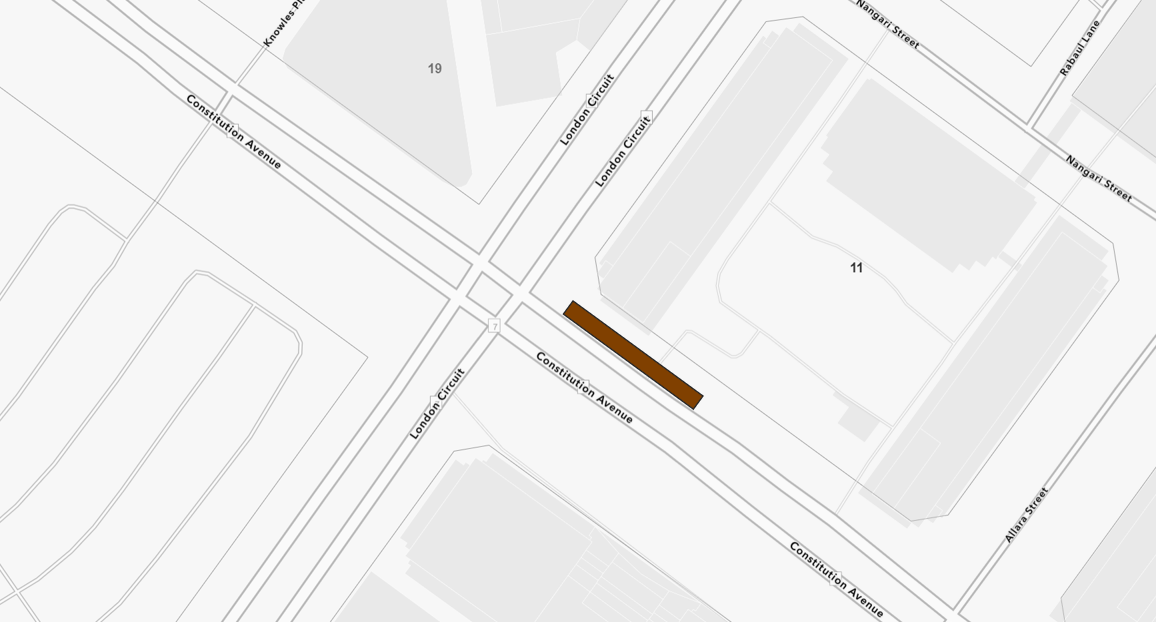 Nangari Street
Knowles Pl
Rabaul Lane
19
London Circuit
Constitution Avenue
London Circuit
Nangari Street
11
7
Constitution Avenue
London Circuit
Allara Street
Constitution Avenue